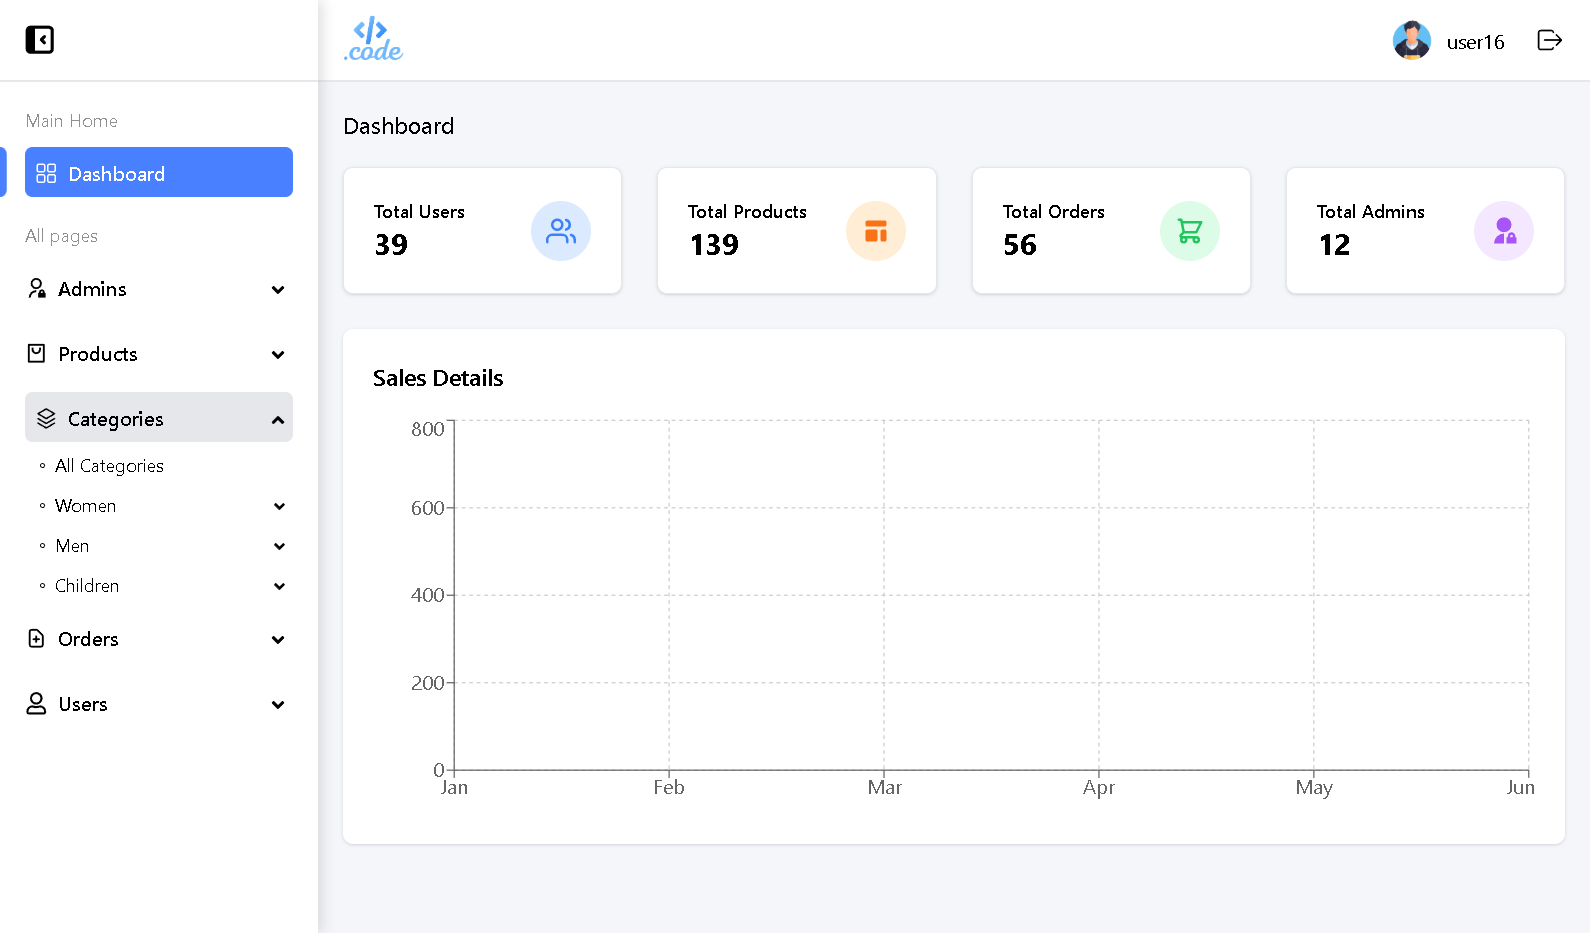 </>
.code
user16
Main Home
Dashboard
All pages
Admins
Products
Categories
All Categories
Women
Men
Children
Orders
Users
Dashboard
Total Users
39
Total Products
139
Total Orders
56
Total Admins
12
Sales Details
800
600
400
200
0
Jan Feb Mar Apr May Jun